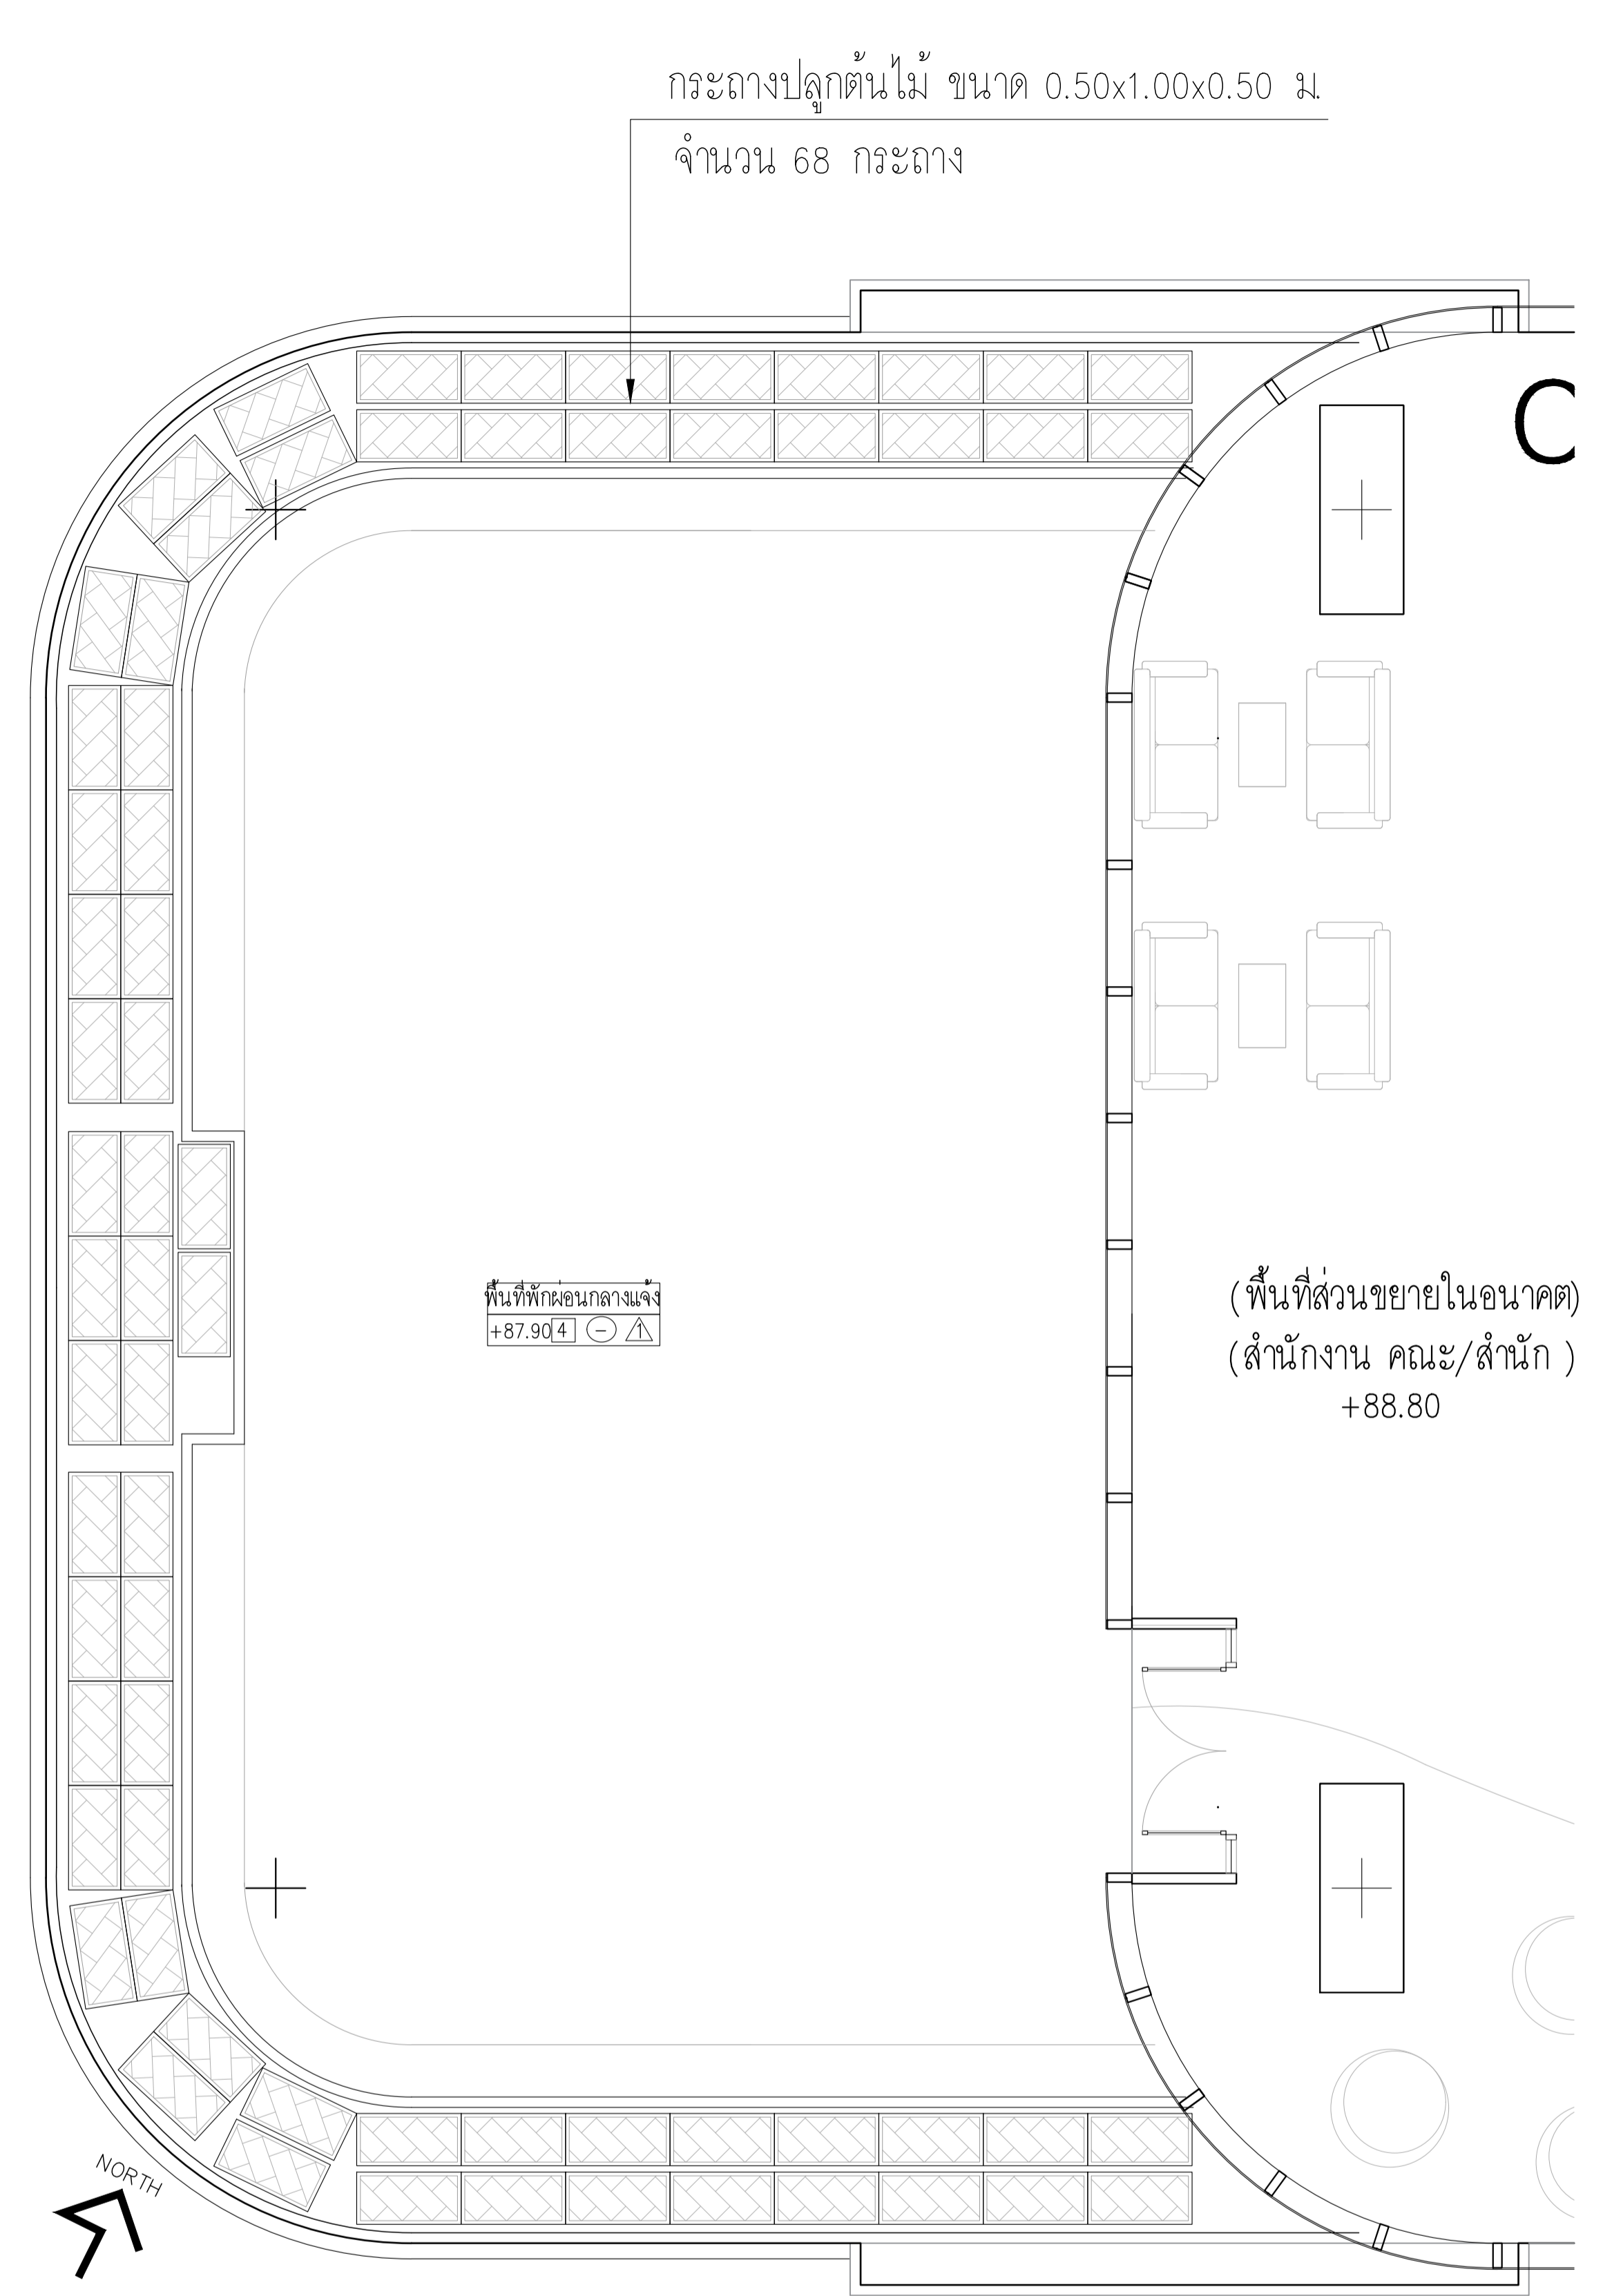 กระถางปลูกต้นไม้ ขนาด 0.50x1.00x0.50 ม.
จำนวน 68 กระถาง
C
พื้นที่พักผ่อนกลางแจ้ง
+87.90 4 – 1
(พื้นที่ส่วนขยายในอนาคต)
(สำนักงาน คณะ/สำนัก )
+88.80
NORTH